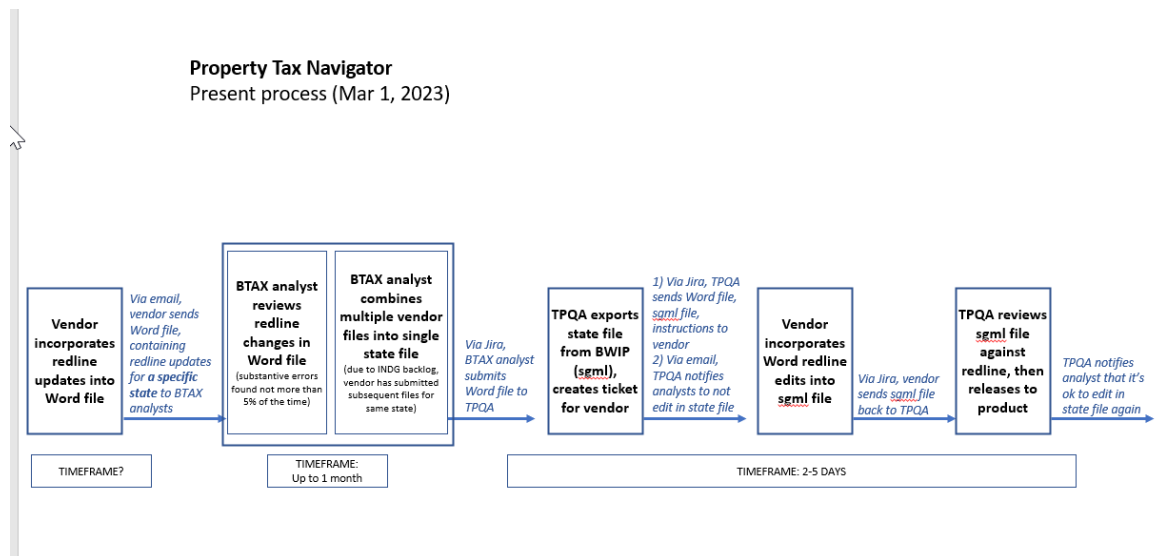 Property Tax Navigator
Present process (Mar 1, 2023)
Vendor
incorporates
redline
updates into
Word file
Via email,
vendor sends
Word file,
containing
redline updates
for a specific
state to BTAX
analysts
BTAX analyst
reviews
redline
changes in
Word file
(substantive errors
found not more than
5% of the time)
BTAX analyst
combines
multiple vendor
files into single
state file
(due to INDG backlog,
vendor has submitted
subsequent files for
same state)
Via Jira,
BTAX analyst
submits
Word file to
TPQA
TPQA exports
state file
from BWIP
(sgml),
creates ticket
for vendor
1) Via Jira, TPQA
sends Word file,
sgml file,
instructions to
vendor
2) Via email,
TPQA notifies
analysts to not
edit in state file
Vendor
incorporates
Word redline
edits into
sgml file
Via Jira, vendor
sends sgml file
back to TPQA
TPQA reviews
sgml file
against
redline, then
releases to
product
TPQA notifies
analyst that it's
ok to edit in
state file again
TIMEFRAME?
TIMEFRAME:
Up to 1 month
TIMEFRAME: 2-5 DAYS